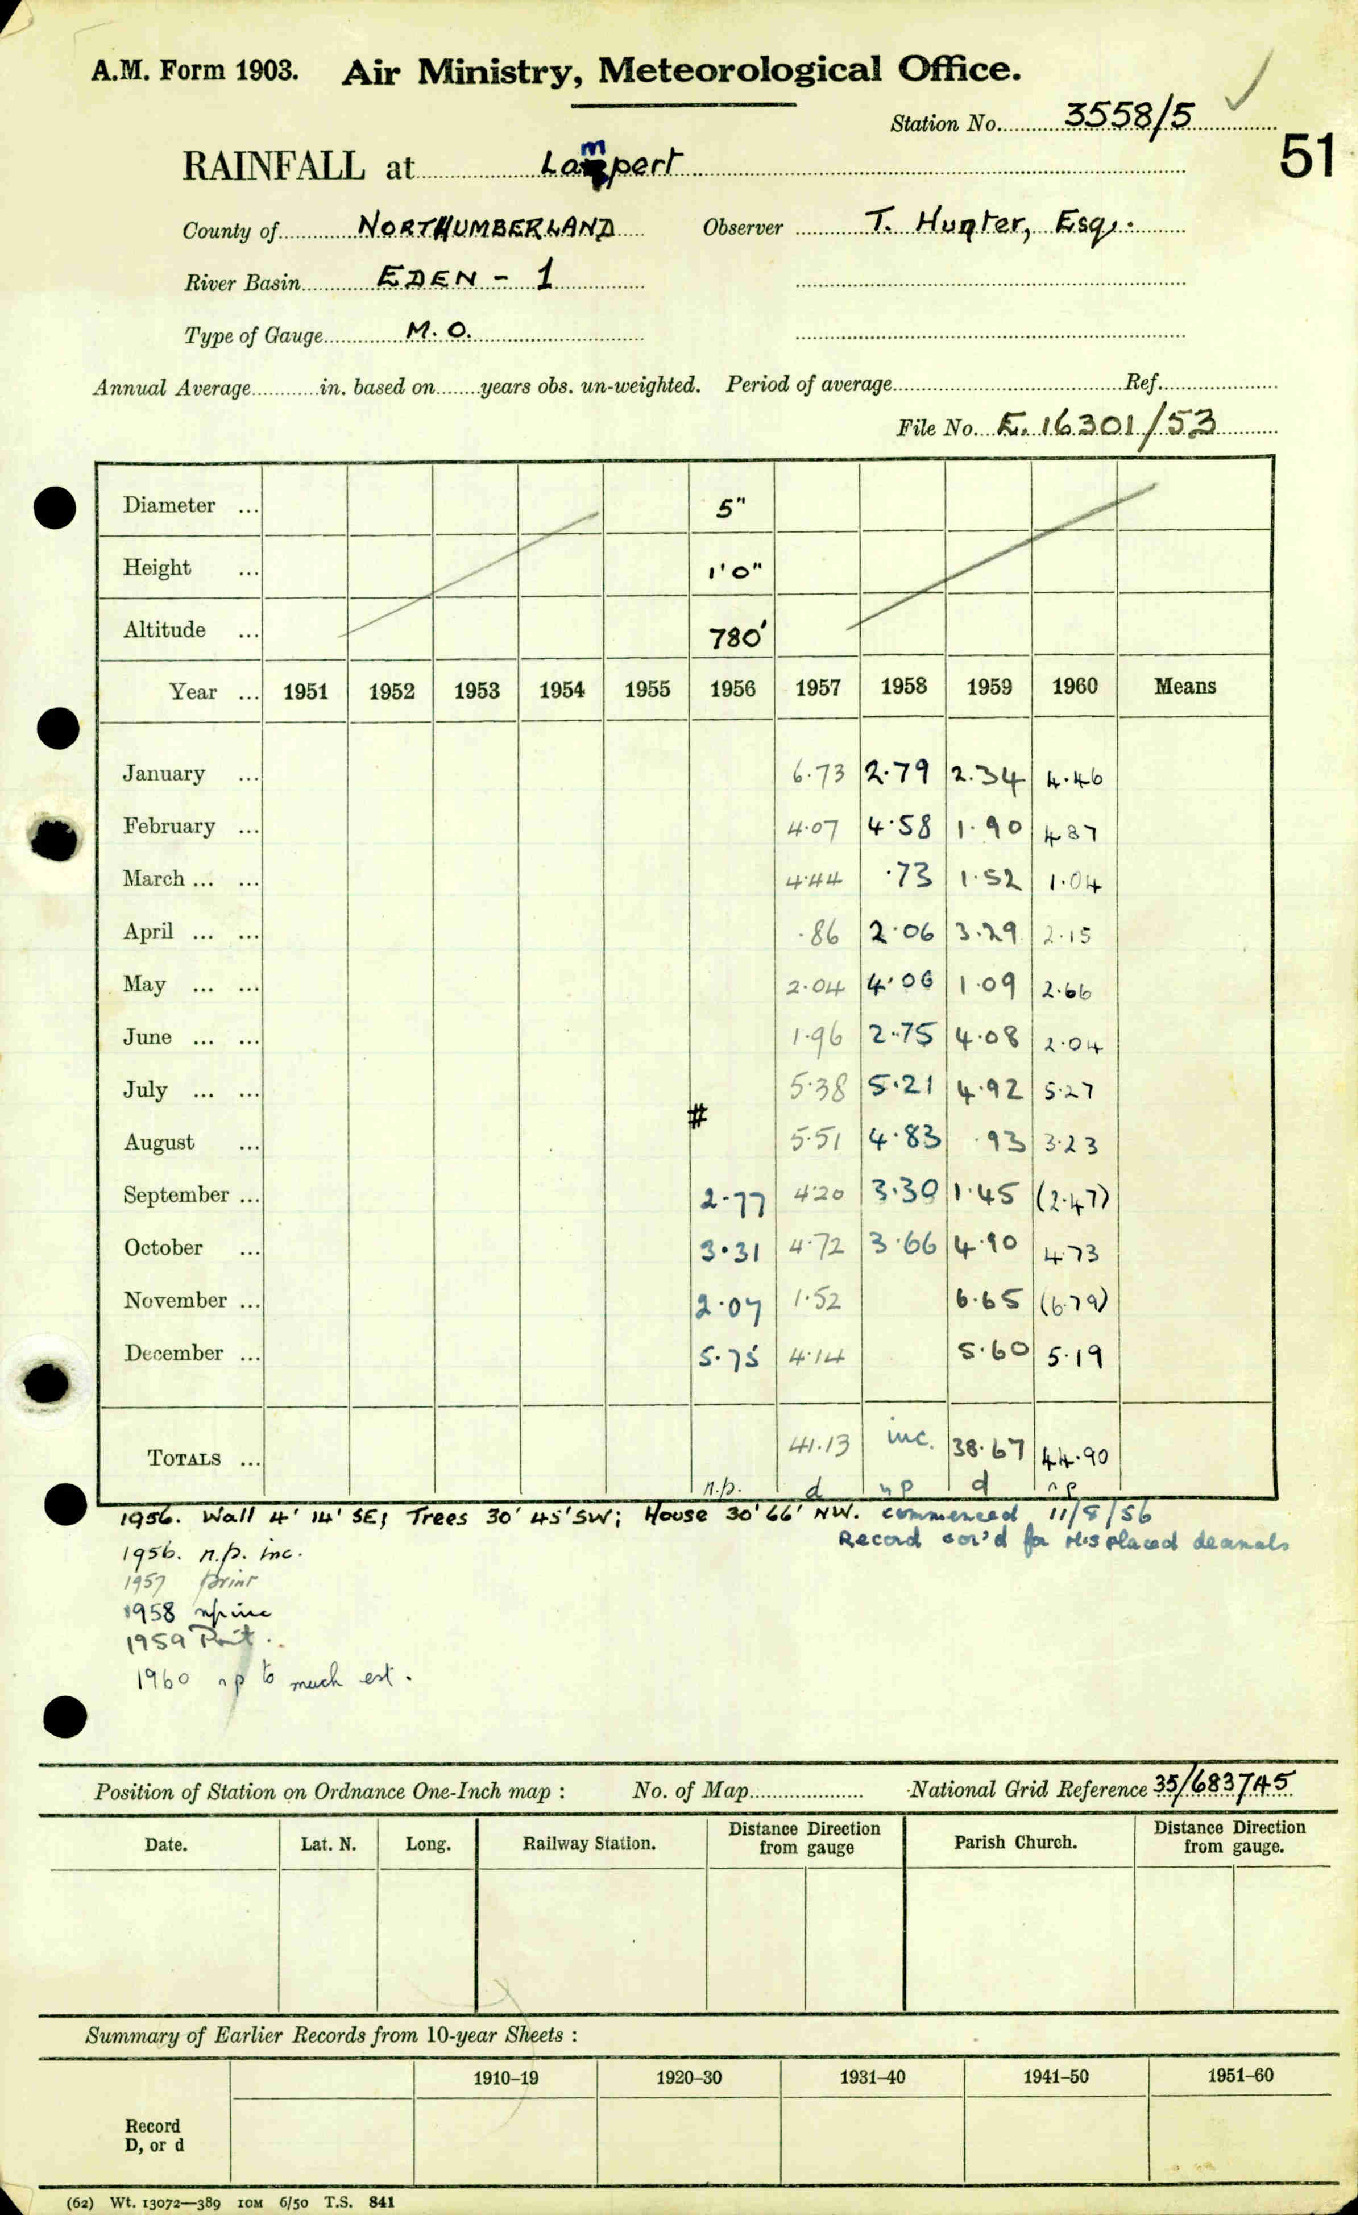 A.M. Form 1903. Air Ministry, Meteorological Office.
Station No. 3558/5
51
RAINFALL at Lampert
County of NORTHUMBERLAND Observer T. Hunter, Esq.
River Basin EDEN - 1
Type of Gauge M.O.
Annual Average in. based on years obs. un-weighted. Period of average Ref.
File No. E. 16301/53
Diameter ... 5"
Height ... 1'0"
Altitude ... 780'
Year ... 1951 1952 1953 1954 1955 1956 1957 1958 1959 1960 Means
January ... 6.73 2.79 2.34 4.46
February ... 4.07 4.58 1.90 4 87
March ... ... 4.44 .73 1.52 1.04
April ... ... .86 2.06 3.29 2.15
May ... ... 2.04 4.06 1.09 2.66
June ... ... 1.96 2.75 4.08 2.04
July ... ... 5.38 5.21 4.92 5.27
#
August ... 5.51 4.83 .93 3.23
September ... 2.77 4.20 3.30 1.45 (2.47)
October ... 3.31 4.72 3.66 4.90 4.73
November ... 2.07 1.52 6.65 (6.79)
December ... 5.75 4.14 5.60 5.19
TOTALS ... 41.13 inc. 38.67 44.90
n.p. d np d np
1956. Wall 4' 14' SE; Trees 30' 45' SW; House 30' 66' NW. commenced 11/8/56
Record cor'd for Misplaced decimals
1956. n.p. inc.
1957 print
1958 np inc
1959 Print.
1960 np to much est.
Position of Station on Ordnance One-Inch map : No. of Map National Grid Reference 35/683745
Date. Lat. N. Long. Railway Station. Distance Direction from gauge Parish Church. Distance Direction from gauge.
Summary of Earlier Records from 10-year Sheets :
1910–19 1920–30 1931–40 1941–50 1951–60
Record
D, or d
(62) Wt. 13072—389 10M 6/50 T.S. 841